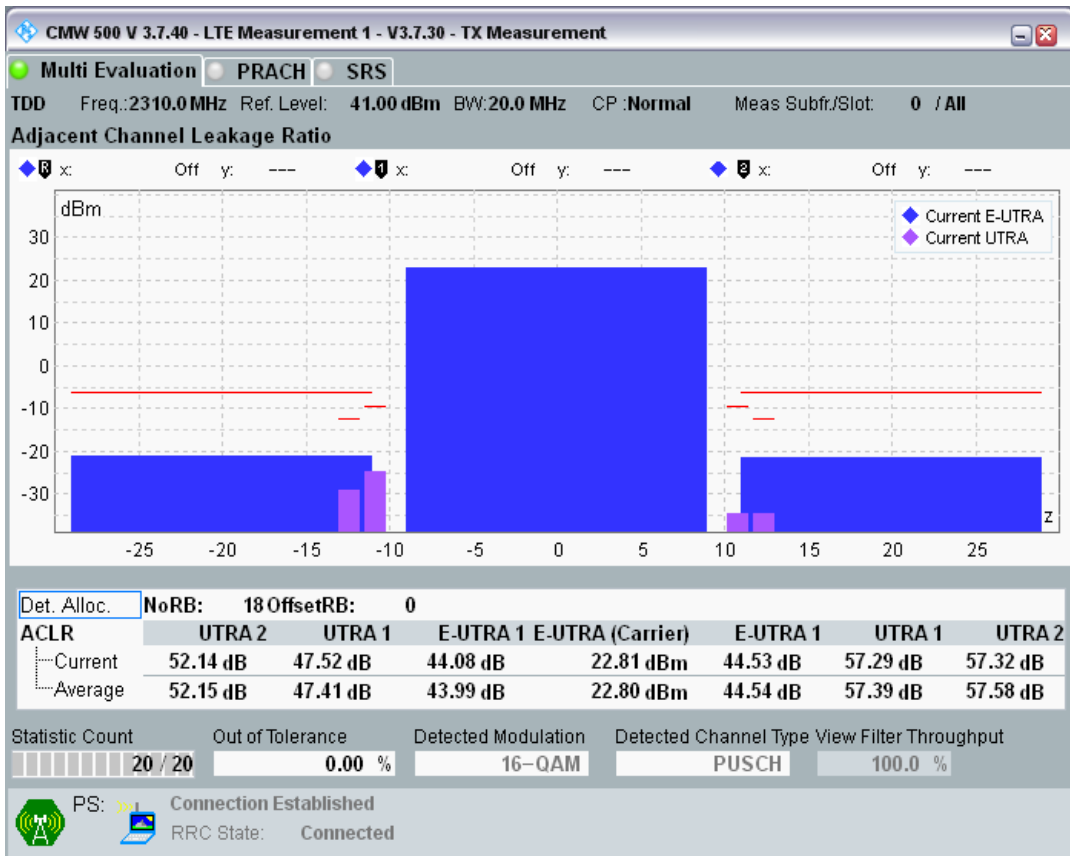 CMW 500 V 3.7.40 - LTE Measurement 1 - V3.7.30 - TX Measurement
Multi Evaluation PRACH SRS
TDD Freq.:2310.0 MHz Ref. Level: 41.00 dBm BW:20.0 MHz CP :Normal Meas Subfr./Slot: 0 / All
Adjacent Channel Leakage Ratio
R x: Off y: --- 1 x: Off y: --- 2 x: Off y: ---
dBm
Current E-UTRA
Current UTRA
30
20
10
0
-10
-20
-30
z
-25 -20 -15 -10 -5 0 5 10 15 20 25
Det. Alloc. NoRB: 18 OffsetRB: 0
ACLR UTRA 2 UTRA 1 E-UTRA 1 E-UTRA (Carrier) E-UTRA 1 UTRA 1 UTRA 2
Current 52.14 dB 47.52 dB 44.08 dB 22.81 dBm 44.53 dB 57.29 dB 57.32 dB
Average 52.15 dB 47.41 dB 43.99 dB 22.80 dBm 44.54 dB 57.39 dB 57.58 dB
Statistic Count Out of Tolerance Detected Modulation Detected Channel Type View Filter Throughput
20 / 20 0.00 % 16-QAM PUSCH 100.0 %
PS: Connection Established
RRC State: Connected